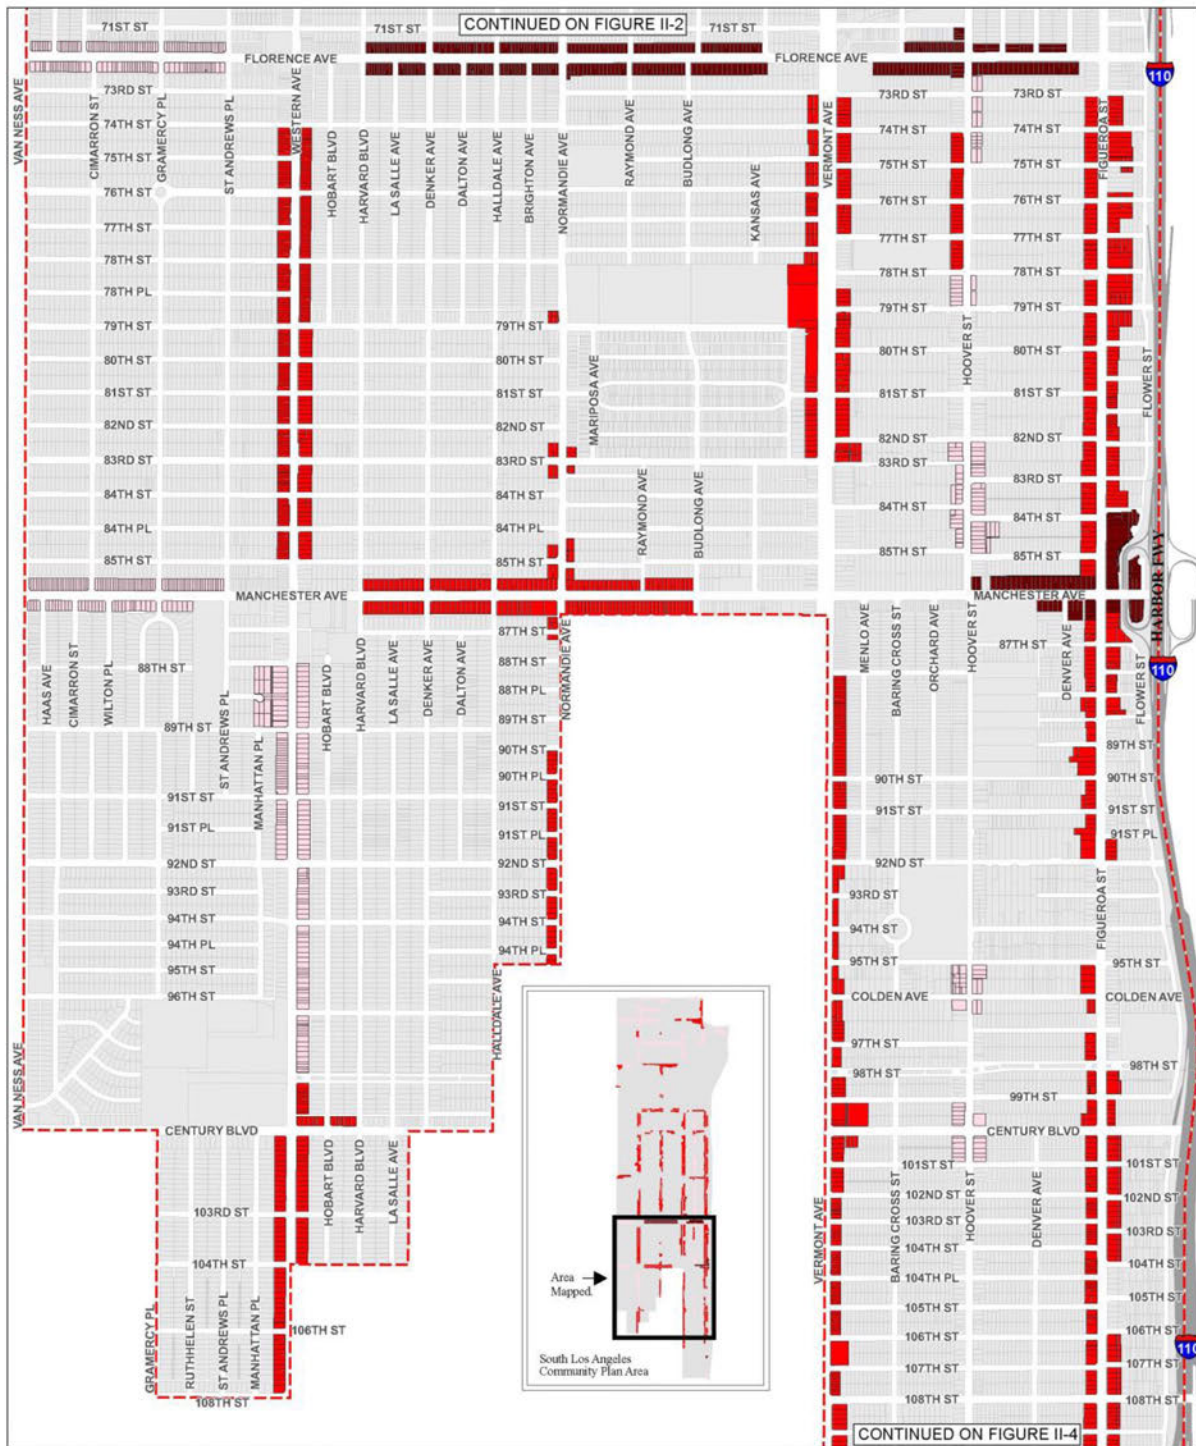 CONTINUED ON FIGURE II-2
71ST ST
71ST ST
71ST ST
FLORENCE AVE
FLORENCE AVE
110
VAN NESS AVE
CIMARRON ST
GRAMERCY PL
ST ANDREWS PL
WESTERN AVE
HOBART BLVD
HARVARD BLVD
LA SALLE AVE
DENKER AVE
DALTON AVE
HALLDALE AVE
BRIGHTON AVE
NORMANDIE AVE
RAYMOND AVE
BUDLONG AVE
KANSAS AVE
VERMONT AVE
HOOVER ST
FIGUEROA ST
FLOWER ST
73RD ST
74TH ST
75TH ST
76TH ST
77TH ST
78TH ST
78TH PL
79TH ST
80TH ST
81ST ST
82ND ST
83RD ST
84TH ST
84TH PL
85TH ST
79TH ST
80TH ST
81ST ST
82ND ST
83RD ST
84TH ST
84TH PL
85TH ST
MARIPOSA AVE
RAYMOND AVE
BUDLONG AVE
73RD ST
74TH ST
75TH ST
76TH ST
77TH ST
78TH ST
79TH ST
80TH ST
81ST ST
82ND ST
83RD ST
84TH ST
85TH ST
73RD ST
74TH ST
75TH ST
76TH ST
77TH ST
78TH ST
79TH ST
80TH ST
81ST ST
82ND ST
83RD ST
84TH ST
85TH ST
HARBOR FWY
MANCHESTER AVE
MANCHESTER AVE
110
HAAS AVE
CIMARRON ST
WILTON PL
88TH ST
89TH ST
ST ANDREWS PL
MANHATTAN PL
HOBART BLVD
HARVARD BLVD
LA SALLE AVE
DENKER AVE
DALTON AVE
NORMANDIE AVE
87TH ST
88TH ST
88TH PL
89TH ST
90TH ST
90TH PL
91ST ST
91ST PL
92ND ST
93RD ST
94TH ST
94TH PL
91ST ST
91ST PL
92ND ST
93RD ST
94TH ST
94TH PL
95TH ST
96TH ST
HALLDALE AVE
VAN NESS AVE
MENLO AVE
BARING CROSS ST
ORCHARD AVE
HOOVER ST
87TH ST
DENVER AVE
FLOWER ST
89TH ST
90TH ST
91ST ST
91ST PL
90TH ST
91ST ST
92ND ST
93RD ST
94TH ST
95TH ST
FIGUEROA ST
95TH ST
COLDEN AVE
COLDEN AVE
97TH ST
98TH ST
98TH ST
99TH ST
CENTURY BLVD
CENTURY BLVD
HOBART BLVD
HARVARD BLVD
LA SALLE AVE
103RD ST
104TH ST
106TH ST
108TH ST
GRAMERCY PL
RUTHHELEN ST
ST ANDREWS PL
MANHATTAN PL
Area
Mapped
South Los Angeles
Community Plan Area
VERMONT AVE
BARING CROSS ST
HOOVER ST
DENVER AVE
101ST ST
102ND ST
103RD ST
104TH ST
104TH PL
105TH ST
106TH ST
107TH ST
108TH ST
101ST ST
102ND ST
103RD ST
104TH ST
105TH ST
106TH ST
107TH ST
108TH ST
110
CONTINUED ON FIGURE II-4